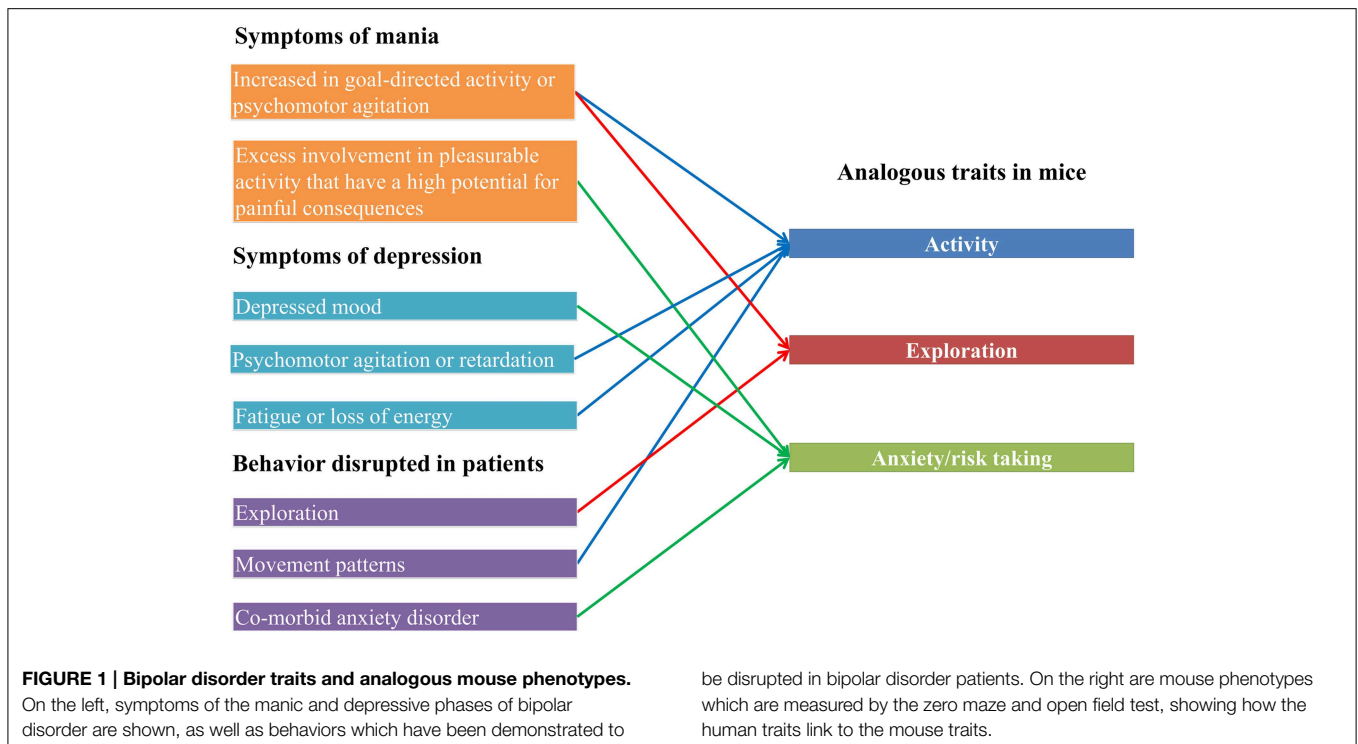 Symptoms of mania
Increased in goal-directed activity or
psychomotor agitation
Excess involvement in pleasurable
activity that have a high potential for
painful consequences
Symptoms of depression
Depressed mood
Psychomotor agitation or retardation
Fatigue or loss of energy
Behavior disrupted in patients
Exploration
Movement patterns
Co-morbid anxiety disorder
Analogous traits in mice
Activity
Exploration
Anxiety/risk taking
FIGURE 1 | Bipolar disorder traits and analogous mouse phenotypes.
On the left, symptoms of the manic and depressive phases of bipolar
disorder are shown, as well as behaviors which have been demonstrated to
be disrupted in bipolar disorder patients. On the right are mouse phenotypes
which are measured by the zero maze and open field test, showing how the
human traits link to the mouse traits.